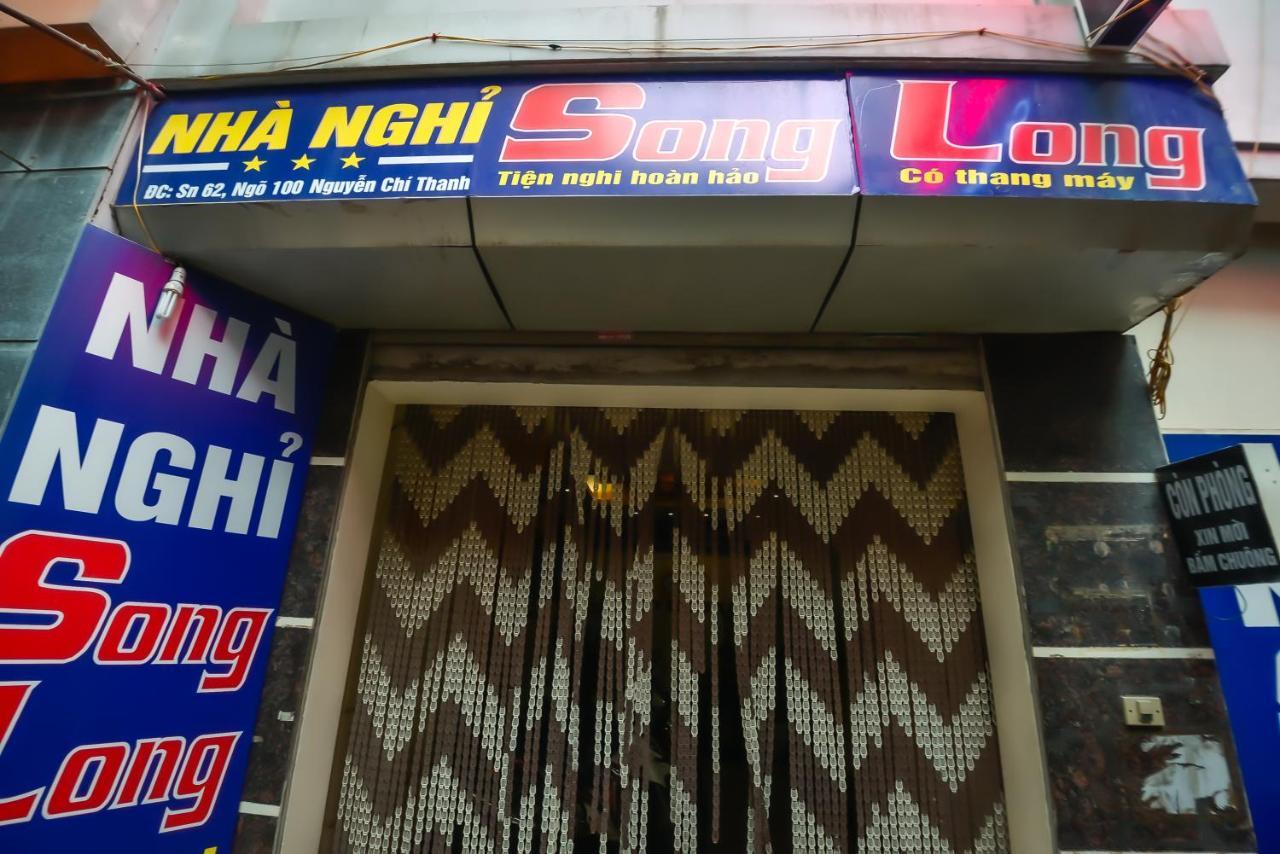 NHÀ NGHỈ
ĐC: Sn 62, Ngõ 100 Nguyễn Chí Thanh
Song
Tiện nghi hoàn hảo
Long
Có thang máy
NHÀ
NGHỈ
Song
Long
CÒN PHÒNG
XIN MỜI
BẤM CHUÔNG